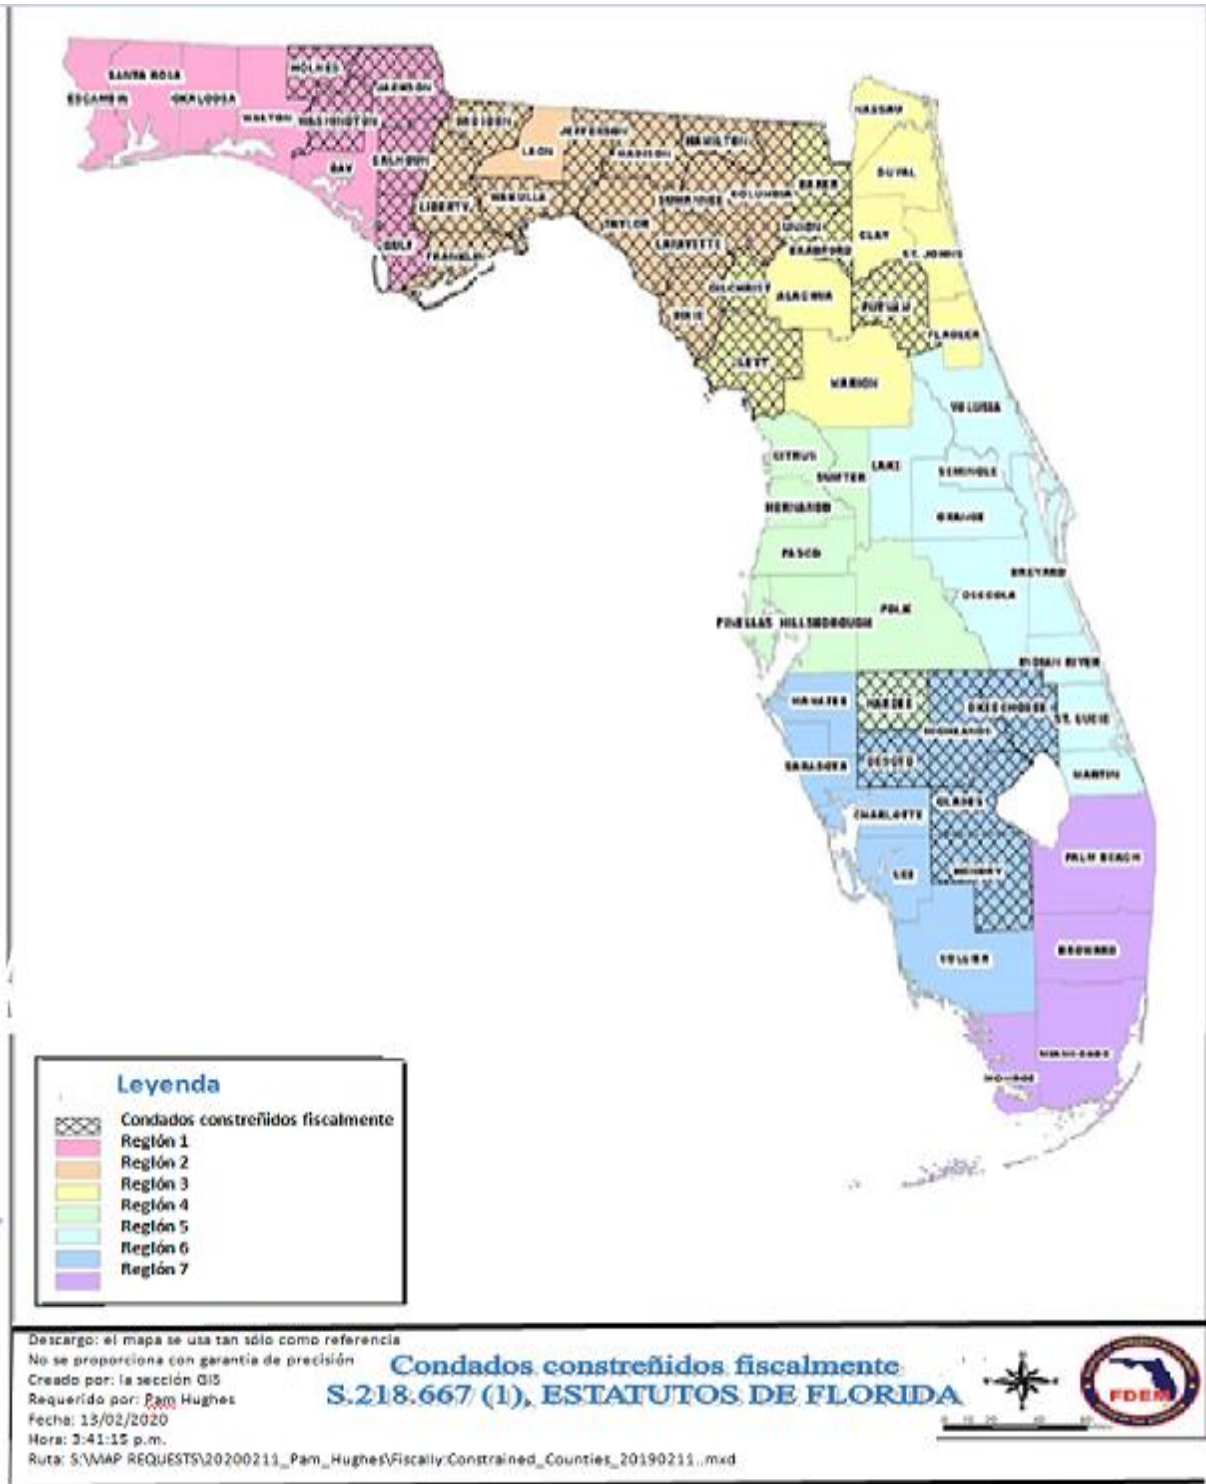 SANTA ROSA
HOLMES
JACKSON
ESCAMBIA
OKALOOSA
WALTON
WASHINGTON
BAY
CALHOUN
GULF
GADSDEN
LEON
JEFFERSON
MADISON
HAMILTON
LIBERTY
WAKULLA
FRANKLIN
TAYLOR
SUWANNEE
COLUMBIA
LAFAYETTE
DIXIE
NASSAU
BAKER
DUVAL
UNION
BRADFORD
CLAY
ST. JOHNS
GILCHRIST
ALACHUA
PUTNAM
FLAGLER
LEVY
MARION
VOLUSIA
CITRUS
SUMTER
LAKE
SEMINOLE
HERNANDO
ORANGE
PASCO
BREVARD
OSCEOLA
POLK
PINELLAS
HILLSBOROUGH
INDIAN RIVER
MANATEE
HARDEE
OKEECHOBEE
ST. LUCIE
HIGHLANDS
SARASOTA
DESOTO
MARTIN
CHARLOTTE
GLADES
LEE
HENDRY
PALM BEACH
COLLIER
BROWARD
MIAMI-DADE
MONROE
Leyenda
Condados constreñidos fiscalmente
Región 1
Región 2
Región 3
Región 4
Región 5
Región 6
Región 7
Descargo: el mapa se usa tan sólo como referencia
No se proporciona con garantía de precisión
Creado por: la sección GIS
Requerido por: Pam Hughes
Fecha: 13/02/2020
Hora: 3:41:15 p.m.
Ruta: S:\MAP REQUESTS\20200211_Pam_Hughes\Fiscally:Constrained_Counties_20190211..mxd
Condados constreñidos fiscalmente
S.218.667 (1), ESTATUTOS DE FLORIDA
FDEM